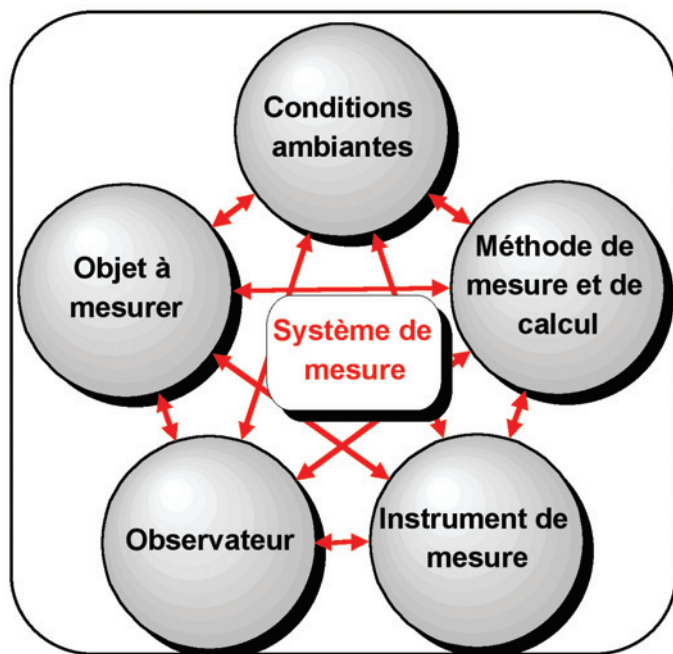 Conditions
ambiantes
Objet à
mesurer
Méthode de
mesure et de
calcul
Système de
mesure
Observateur
Instrument de
mesure